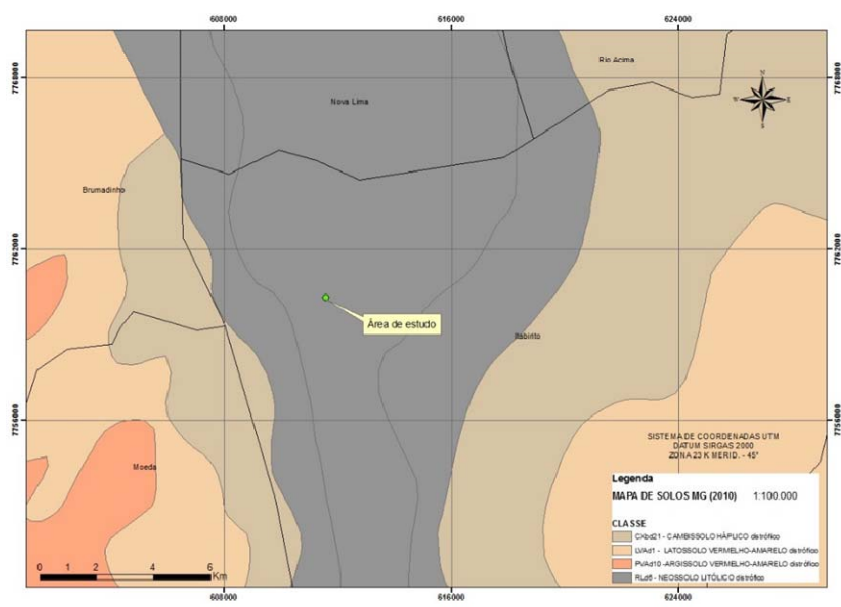 608000
616000
624000
7768000
7768000
Rio Acima
N
W
E
S
Nova Lima
Brumadinho
7762000
7762000
Área de estudo
Itabirito
7756000
7756000
SISTEMA DE COORDENADAS UTM
DATUM SIRGAS 2000
ZONA 23 K MERID. - 45°
Moeda
Legenda
MAPA DE SOLOS MG (2010) 1:100.000
CLASSE
CXbd21 - CAMBISSOLO HÁPLICO distrófico
LVAd1 - LATOSSOLO VERMELHO-AMARELO distrófico
PVAd10 -ARGISSOLO VERMELHO-AMARELO distrófico
RLd5 - NEOSSOLO LITÓLICO distrófico
0 2 4 6
Km
608000
616000
624000